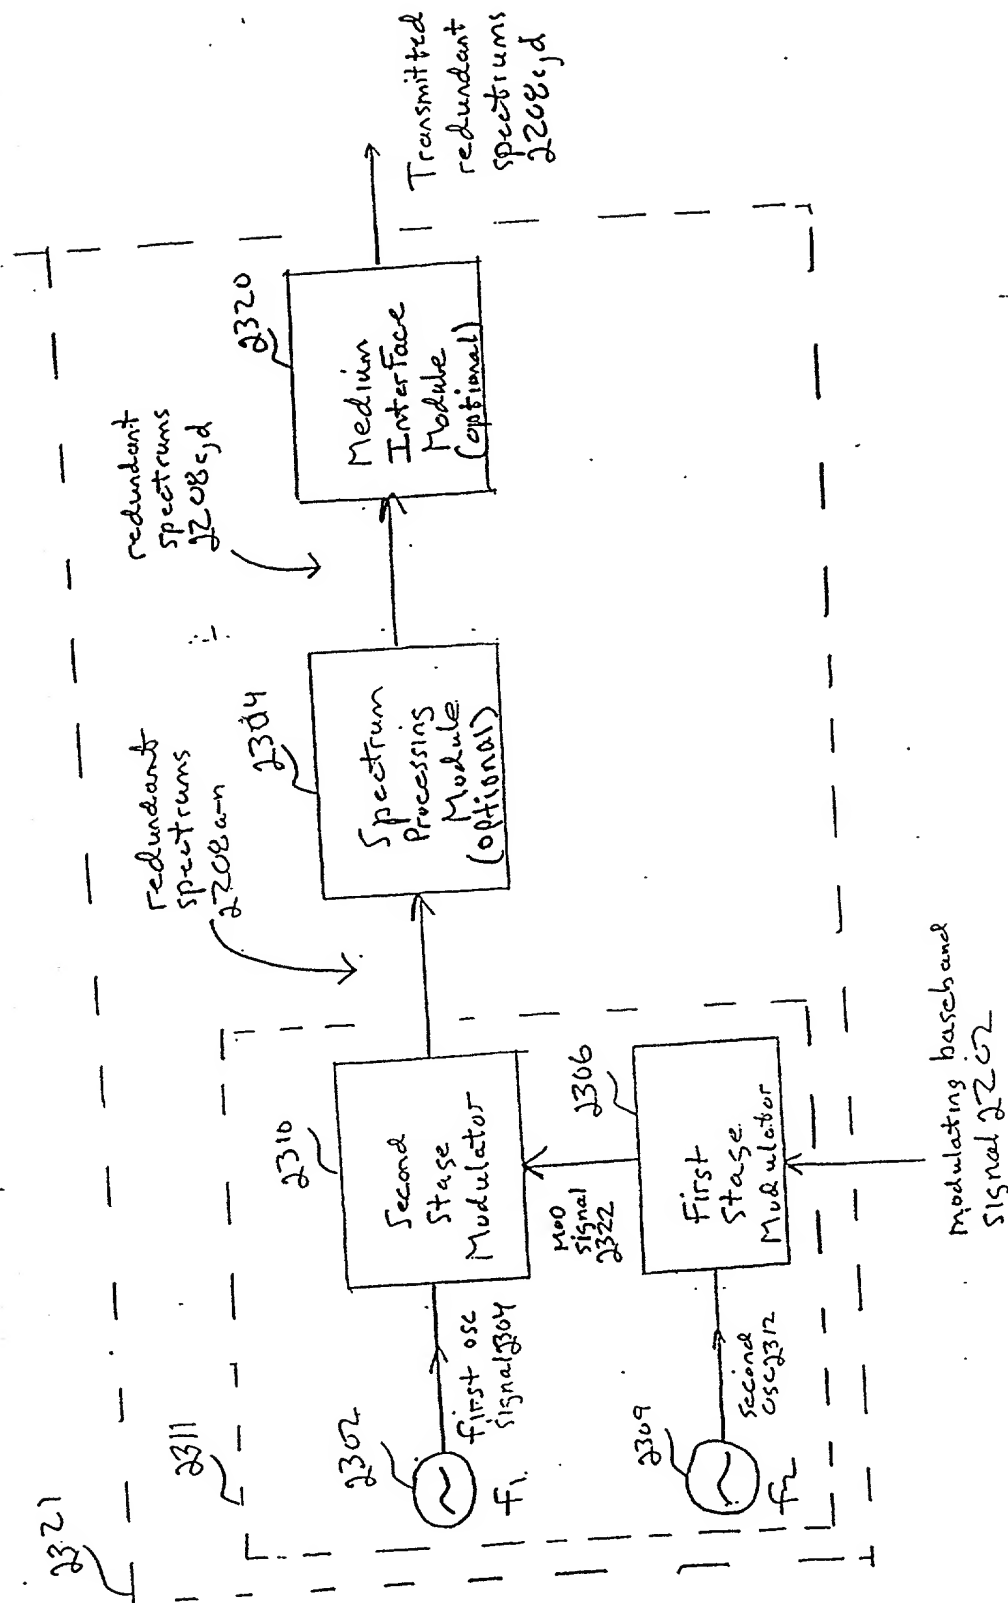 2321
2311
2302
F1
First osc
signal 2304
2310
Second
Stage
Modulator
2309
F2
second
osc 2312
2306
First
Stage
Modulator
MOD
signal
2322
modulating baseband
signal 2202
redundant
spectrums
2208a-n
2304
Spectrum
Processing
Module
(optional)
redundant
spectrums
2208c,d
2320
Medium
Interface
Module
(optional)
Transmitted
redundant
spectrums
2208c,d